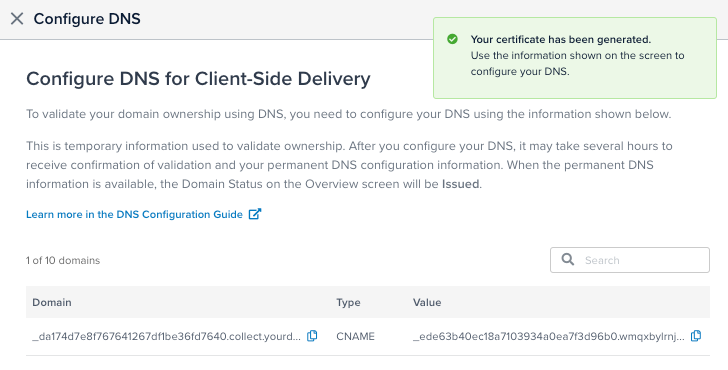 Configure DNS
Your certificate has been generated.
Use the information shown on the screen to
configure your DNS.
Configure DNS for Client-Side Delivery
To validate your domain ownership using DNS, you need to configure your DNS using the information shown below.
This is temporary information used to validate ownership. After you configure your DNS, it may take several hours to
receive confirmation of validation and your permanent DNS configuration information. When the permanent DNS
information is available, the Domain Status on the Overview screen will be Issued.
Learn more in the DNS Configuration Guide
1 of 10 domains
Search
Domain Type Value
_da174d7e8f767641267df1be36fd7640.collect.yourd... CNAME _ede63b40ec18a7103934a0ea7f3d96b0.wmqxbylrnj...